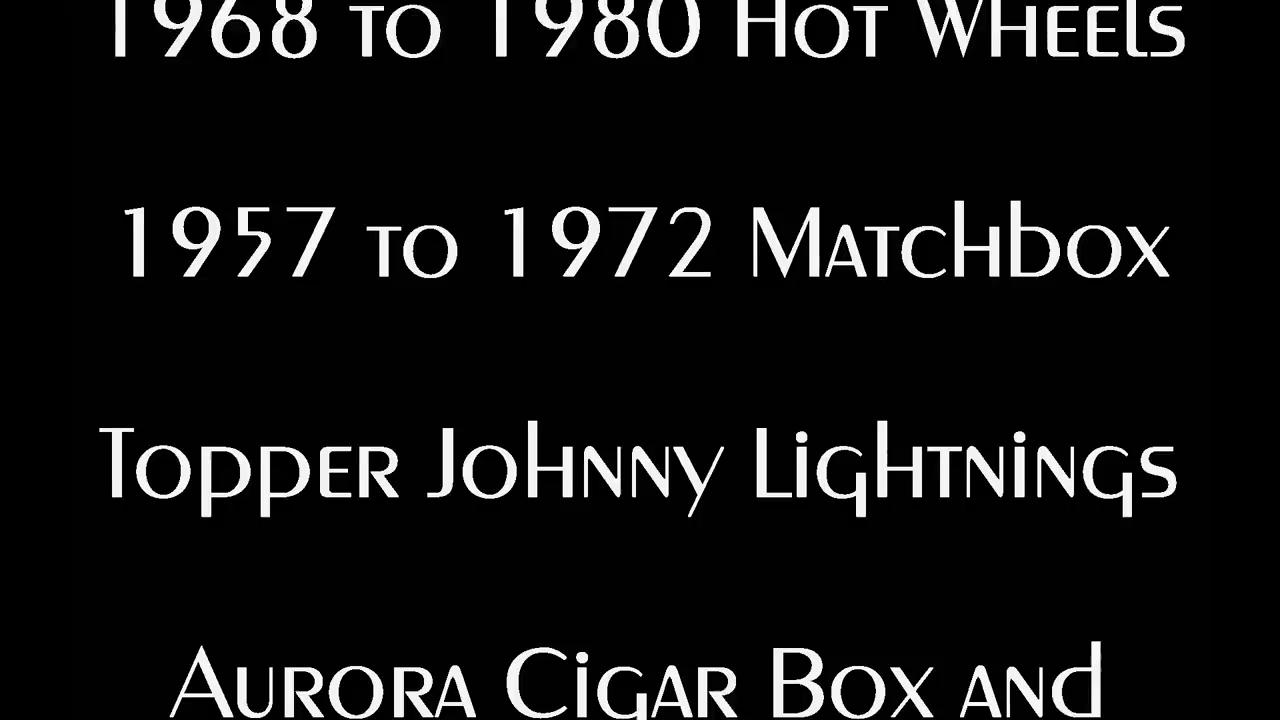 1968 to 1980 Hot Wheels
1957 to 1972 Matchbox
Topper Johnny Lightnings
Aurora Cigar Box and